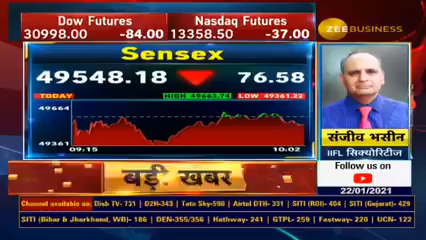 Dow Futures
30998.00 -84.00
Nasdaq Futures
13358.50 -37.00
ZEE BUSINESS
Sensex
49548.18 76.58
TODAY HIGH 49663.74 LOW 49361.22
49664
49361
09:15 10:02
संजीव भसीन
IIFL सिक्योरिटीज
Follow us on
22/01/2021
बड़ी खबर
Channel available on: Dish TV- 731 | D2H-343 | Tata Sky-590 | Airtel DTH- 331 | SITI (ROI)- 404 | SITI (Gujarat)- 429
SITI (Bihar & Jharkhand, WB)- 186 | DEN-355/356 | Hathway- 241 | GTPL- 259 | Fastway- 220 | UCN- 122